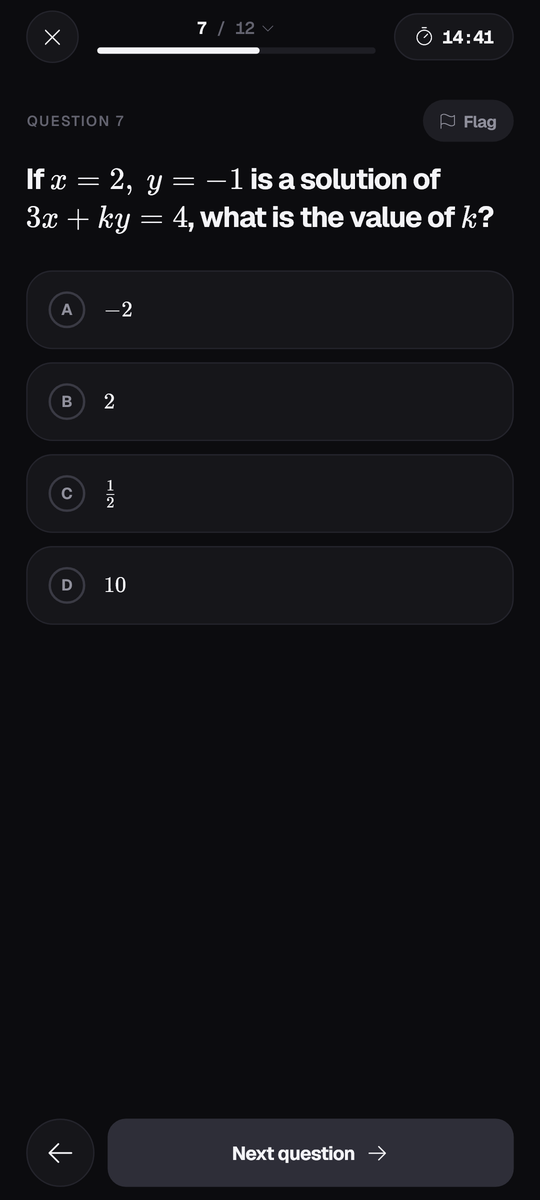 7 / 12
14:41
QUESTION 7
Flag
If x = 2, y = −1 is a solution of
3x + ky = 4, what is the value of k?
A −2
B 2
C 1/2
D 10
Next question